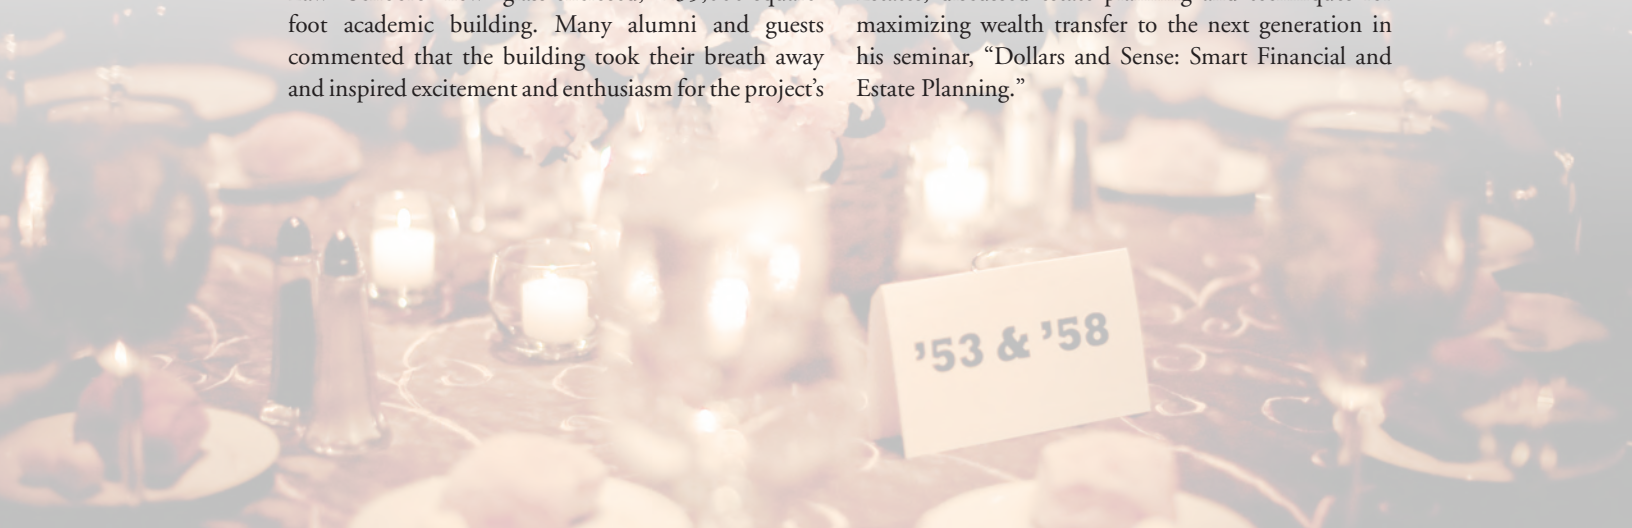 foot academic building. Many alumni and guests
commented that the building took their breath away
and inspired excitement and enthusiasm for the project’s
maximizing wealth transfer to the next generation in
his seminar, “Dollars and Sense: Smart Financial and
Estate Planning.”
’53 & ’58